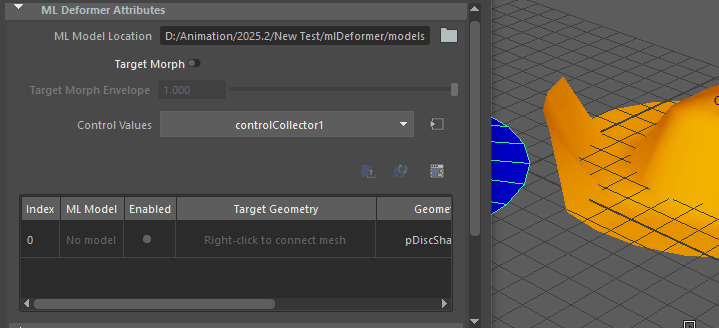 ML Deformer Attributes
ML Model Location D:/Animation/2025.2/New Test/mlDeformer/models
Target Morph
Target Morph Envelope 1.000
Control Values controlCollector1
Index ML Model Enabled Target Geometry Geome
0 No model Right-click to connect mesh pDiscSha